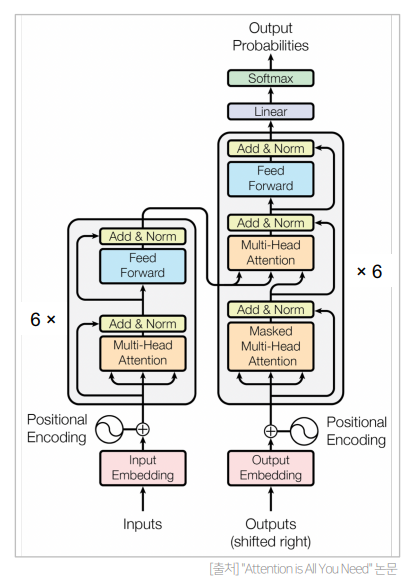 Output
Probabilities
Softmax
Linear
Add & Norm
Feed
Forward
Add & Norm
Multi-Head
Attention
× 6
Add & Norm
Masked
Multi-Head
Attention
Add & Norm
Feed
Forward
6 ×
Add & Norm
Multi-Head
Attention
Positional
Encoding
Positional
Encoding
Input
Embedding
Output
Embedding
Inputs
Outputs
(shifted right)
[출처] "Attention is All You Need" 논문